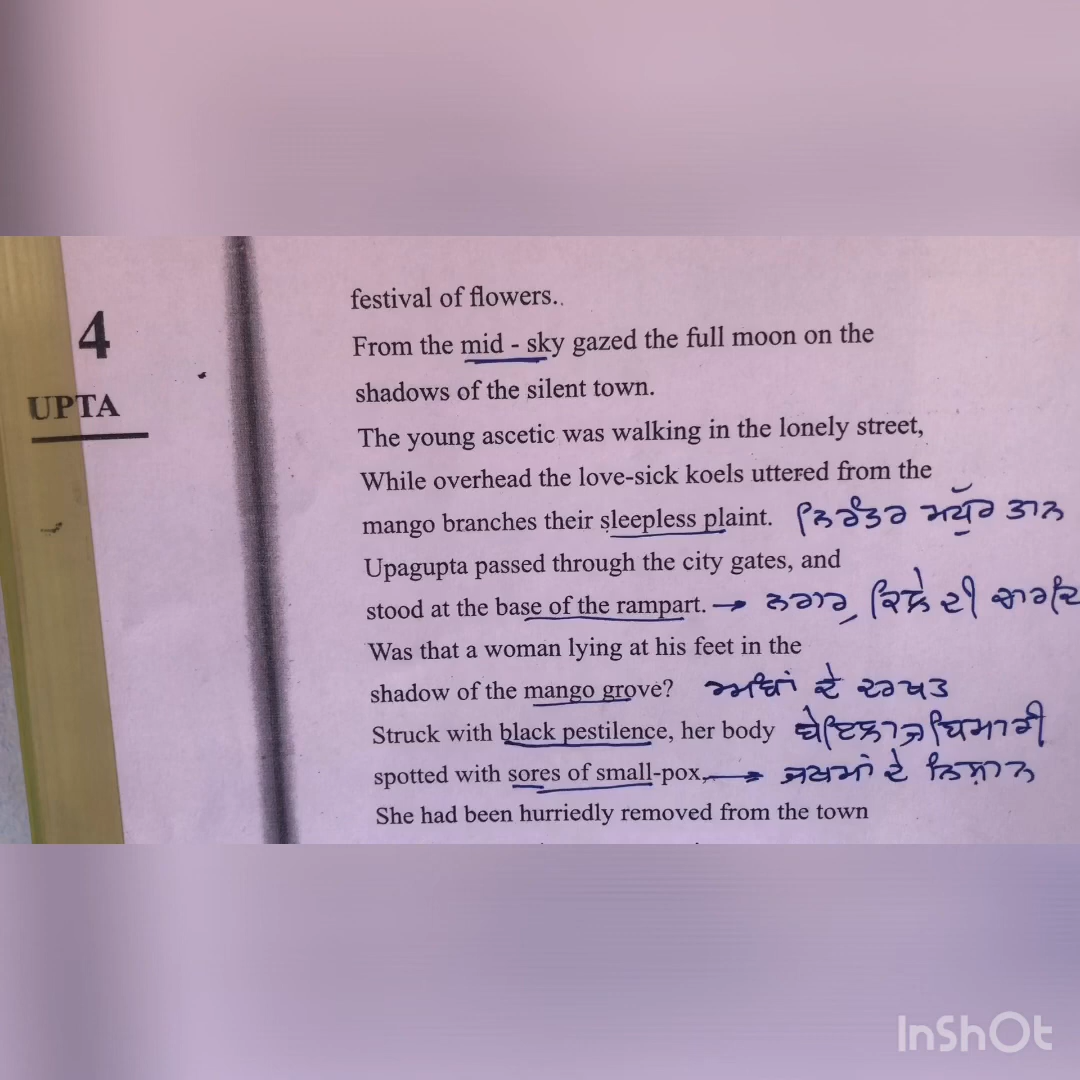 4
UPTA
festival of flowers..
From the mid - sky gazed the full moon on the
shadows of the silent town.
The young ascetic was walking in the lonely street,
While overhead the love-sick koels uttered from the
mango branches their sleepless plaint. ਨਿਰੰਤਰ ਮਧੁੱਰ ਤਾਨ
Upagupta passed through the city gates, and
stood at the base of the rampart. → ਨਗਰ, ਕਿਲੇ ਦੀ
Was that a woman lying at his feet in the
shadow of the mango grove? ਅੰਬਾਂ ਦੇ ਦਰਖਤ
Struck with black pestilence, her body ਬੇਇਲਾਜ ਬਿਮਾਰੀ
spotted with sores of small-pox, → ਜਖਮਾਂ ਦੇ ਨਿਸ਼ਾਨ
She had been hurriedly removed from the town
InShOt